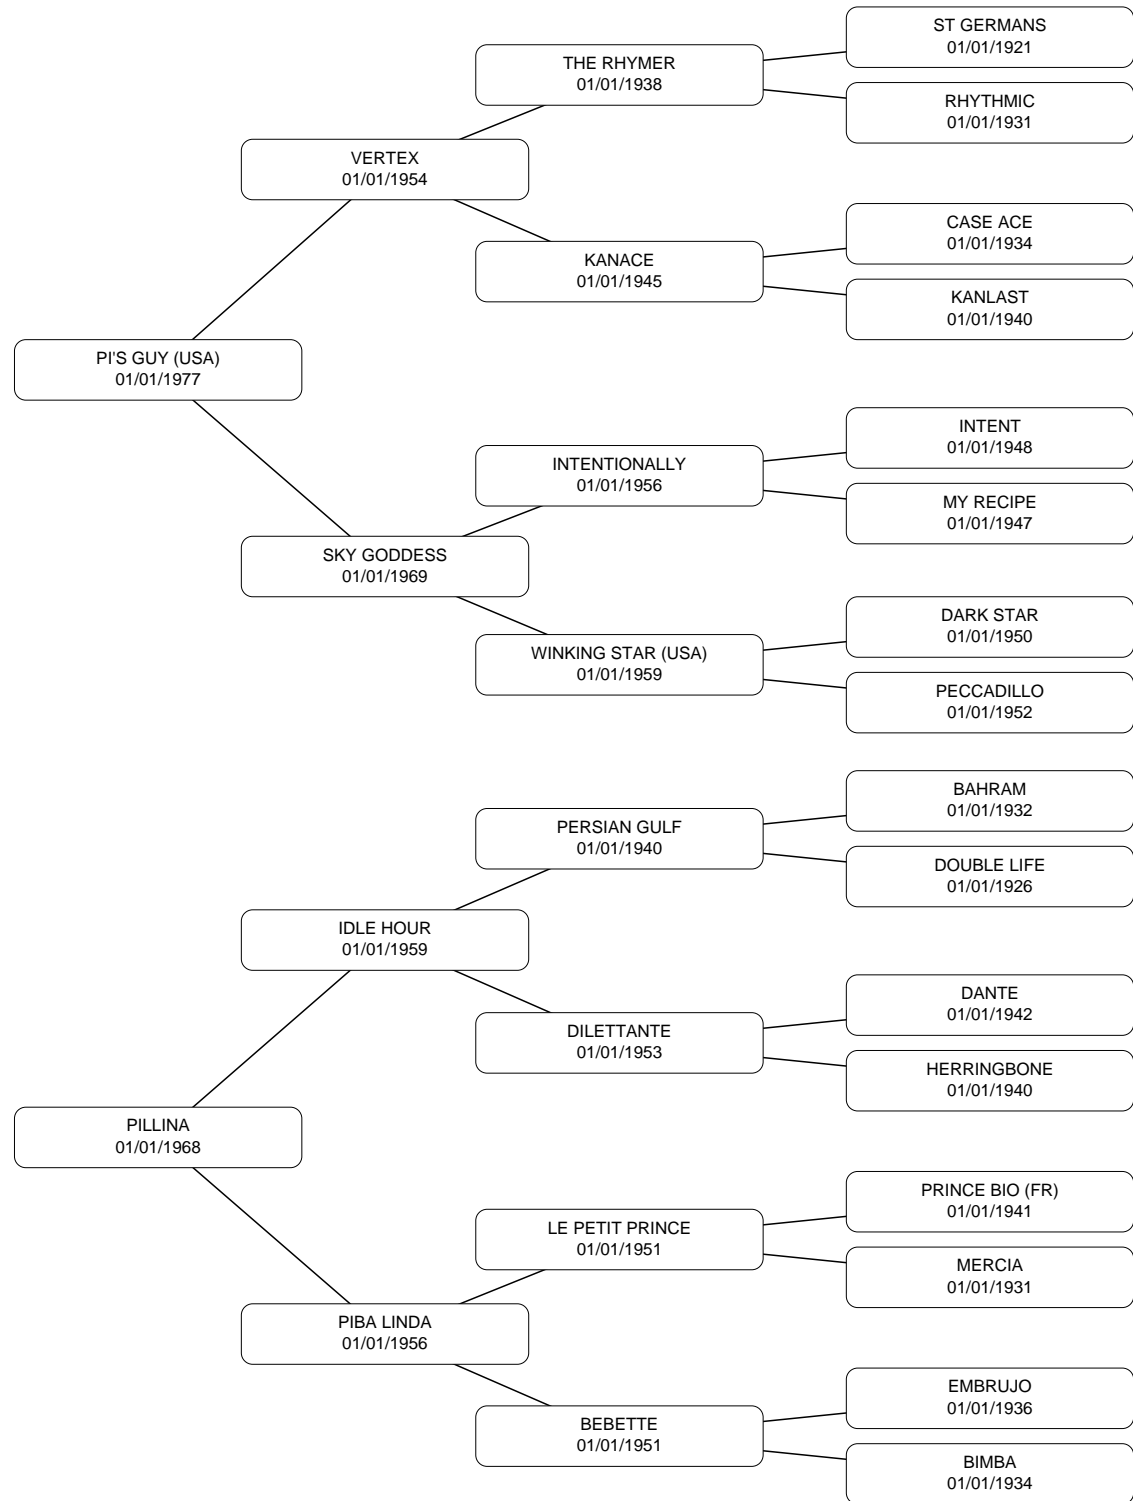 ST GERMANS
01/01/1921
THE RHYMER
01/01/1938
RHYTHMIC
01/01/1931
VERTEX
01/01/1954
CASE ACE
01/01/1934
KANACE
01/01/1945
KANLAST
01/01/1940
PI'S GUY (USA)
01/01/1977
INTENT
01/01/1948
INTENTIONALLY
01/01/1956
MY RECIPE
01/01/1947
SKY GODDESS
01/01/1969
DARK STAR
01/01/1950
WINKING STAR (USA)
01/01/1959
PECCADILLO
01/01/1952
BAHRAM
01/01/1932
PERSIAN GULF
01/01/1940
DOUBLE LIFE
01/01/1926
IDLE HOUR
01/01/1959
DANTE
01/01/1942
DILETTANTE
01/01/1953
HERRINGBONE
01/01/1940
PILLINA
01/01/1968
PRINCE BIO (FR)
01/01/1941
LE PETIT PRINCE
01/01/1951
MERCIA
01/01/1931
PIBA LINDA
01/01/1956
EMBRUJO
01/01/1936
BEBETTE
01/01/1951
BIMBA
01/01/1934